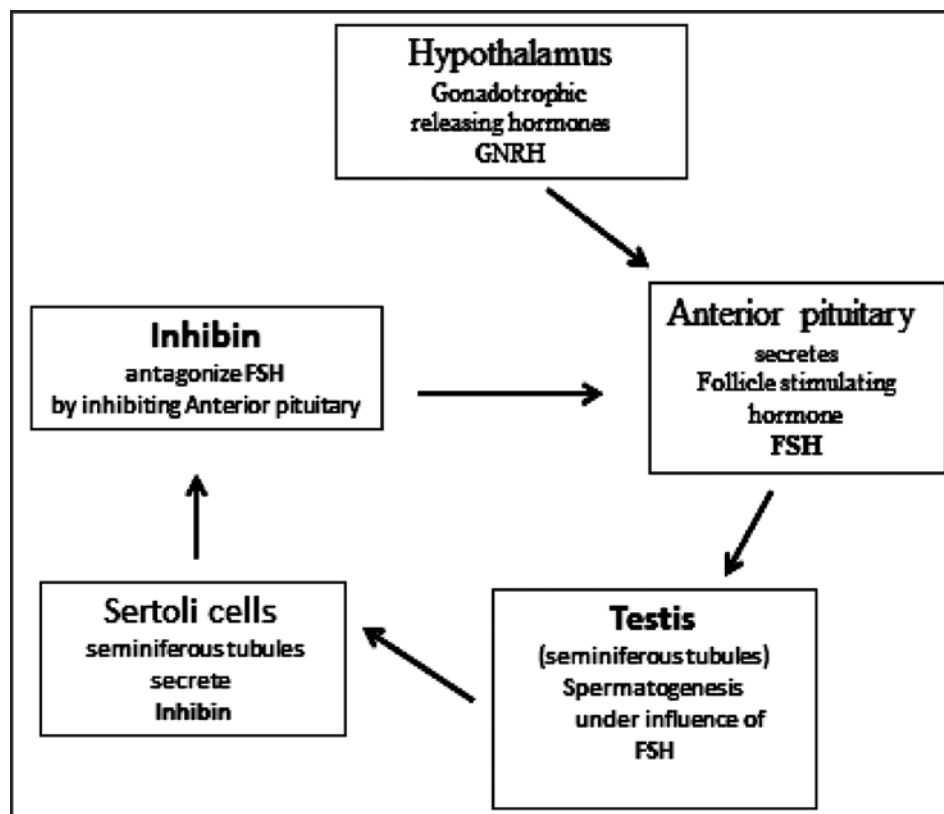 Hypothalamus
Gonadotrophic
releasing hormones
GNRH
Anterior pituitary
secretes
Follicle stimulating
hormone
FSH
Inhibin
antagonize FSH
by inhibiting Anterior pituitary
Sertoli cells
seminiferous tubules
secrete
Inhibin
Testis
(seminiferous tubules)
Spermatogenesis
under influence of
FSH